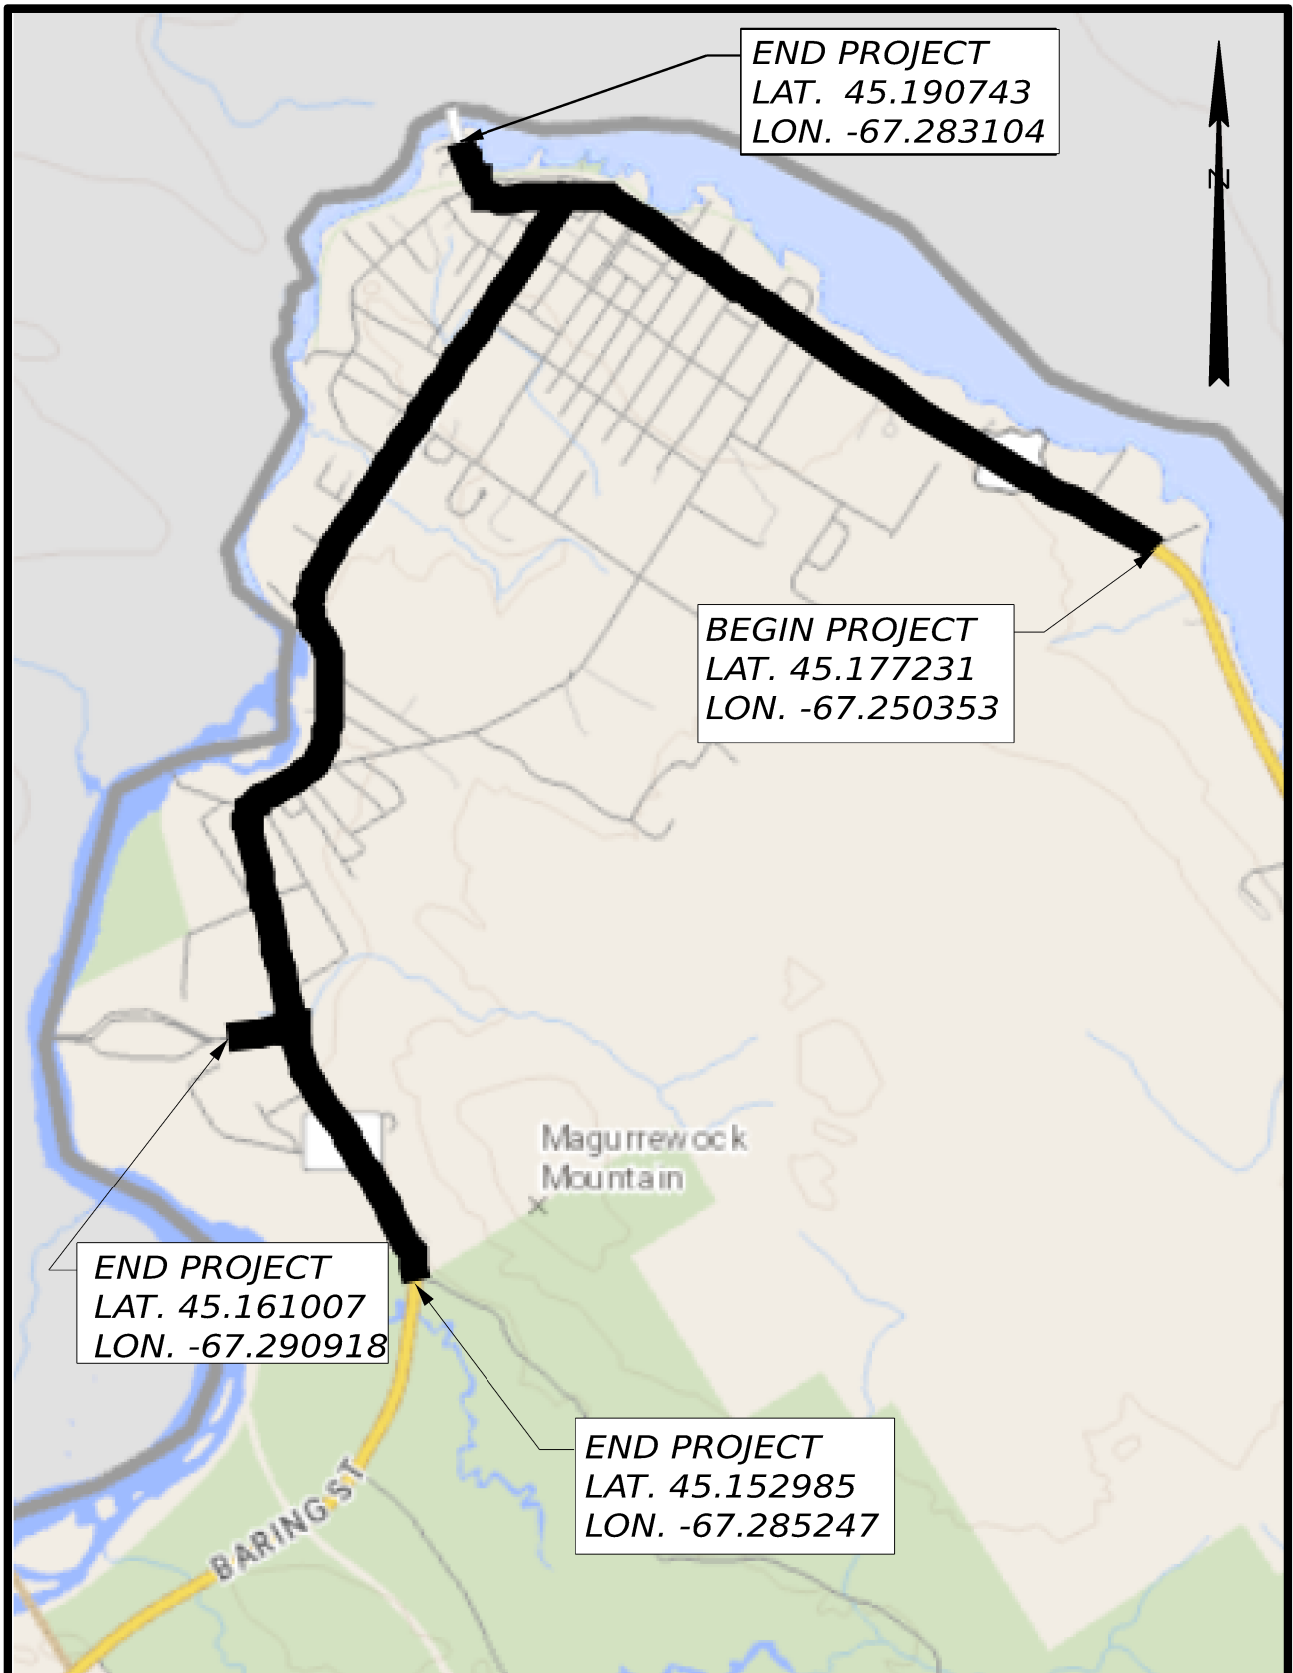 END PROJECT
LAT. 45.190743
LON. -67.283104
N
BEGIN PROJECT
LAT. 45.177231
LON. -67.250353
Magurrewock
Mountain
END PROJECT
LAT. 45.161007
LON. -67.290918
END PROJECT
LAT. 45.152985
LON. -67.285247
BARING ST